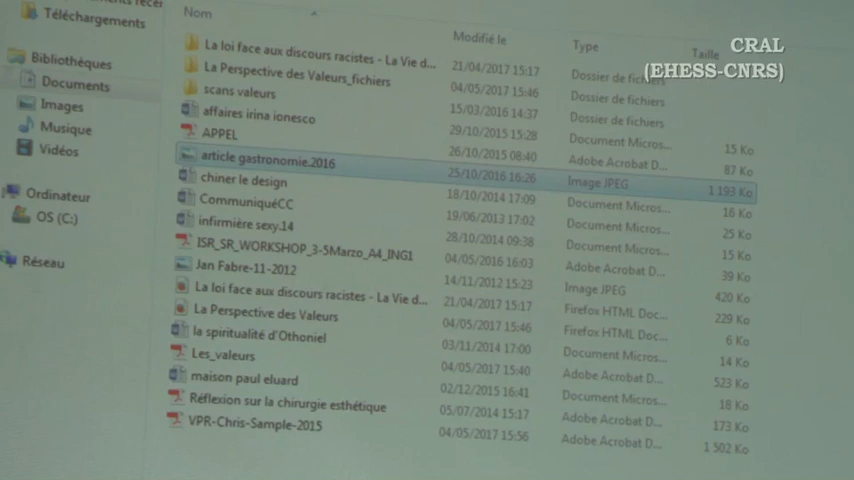 Téléchargements
Bibliothèques
Documents
Images
Musique
Vidéos
Ordinateur
OS (C:)
Réseau
Nom Modifié le Type Taille
CRAL
(EHESS-CNRS)
La loi face aux discours racistes - La Vie d... 21/04/2017 15:17 Dossier de fichiers
La Perspective des Valeurs_fichiers 04/05/2017 15:46 Dossier de fichiers
scans valeurs 15/03/2016 14:37 Dossier de fichiers
affaires irina ionesco 29/10/2015 15:28 Document Micros... 15 Ko
APPEL 26/10/2015 08:40 Adobe Acrobat D... 87 Ko
article gastronomie.2016 25/10/2016 16:26 Image JPEG 1 193 Ko
chiner le design 18/10/2014 17:09 Document Micros... 16 Ko
CommuniquéCC 19/06/2013 17:02 Document Micros... 25 Ko
infirmière sexy.14 28/10/2014 09:38 Document Micros... 15 Ko
ISR_SR_WORKSHOP_3-5Marzo_A4_ING1 04/05/2016 16:03 Adobe Acrobat D... 39 Ko
Jan Fabre-11-2012 14/11/2012 15:23 Image JPEG 420 Ko
La loi face aux discours racistes - La Vie d... 21/04/2017 15:17 Firefox HTML Doc... 229 Ko
La Perspective des Valeurs 04/05/2017 15:46 Firefox HTML Doc... 6 Ko
la spiritualité d'Othoniel 03/11/2014 17:00 Document Micros... 14 Ko
Les_valeurs 04/05/2017 15:40 Adobe Acrobat D... 523 Ko
maison paul eluard 02/12/2015 16:41 Document Micros... 18 Ko
Réflexion sur la chirurgie esthétique 05/07/2014 15:17 Adobe Acrobat D... 173 Ko
VPR-Chris-Sample-2015 04/05/2017 15:56 Adobe Acrobat D... 1 502 Ko